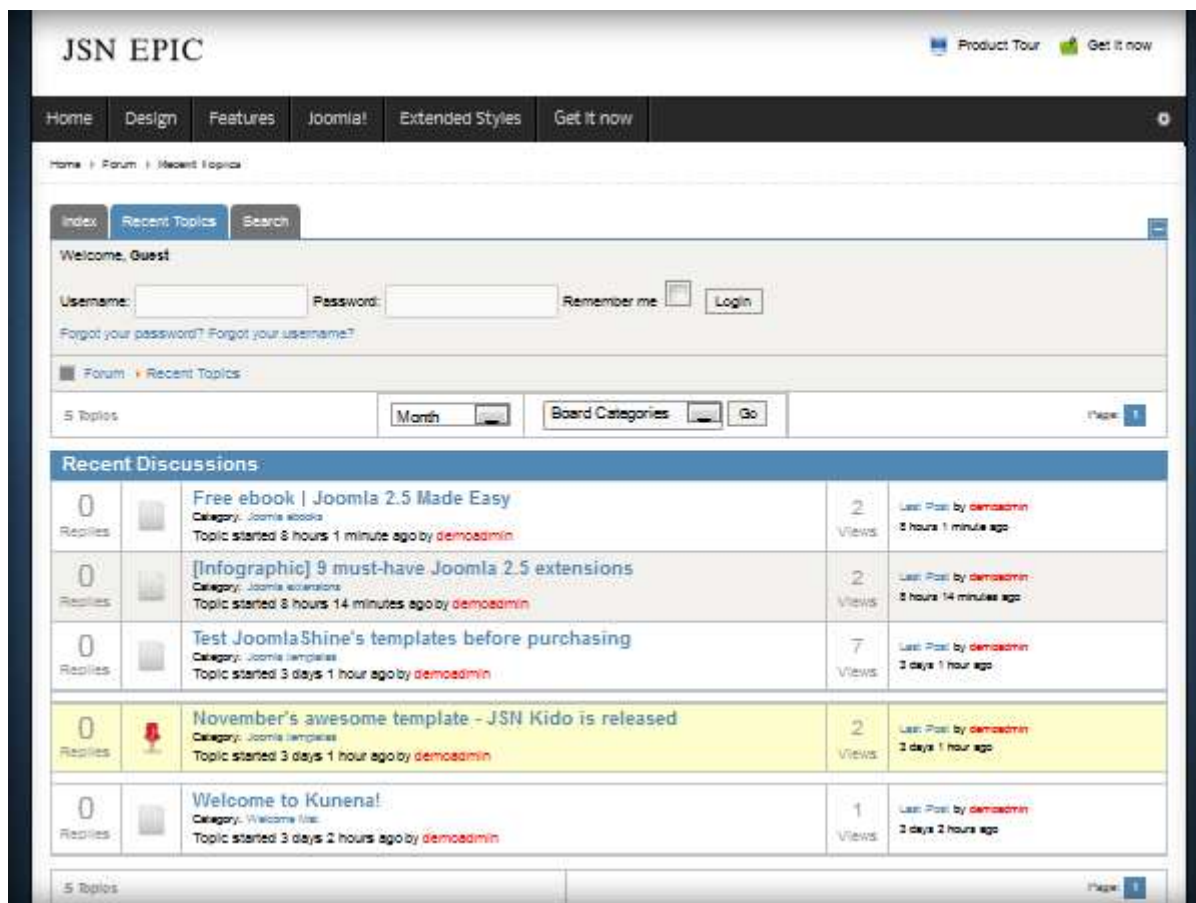 JSN EPIC
Product Tour Get it now
Home Design Features Joomla! Extended Styles Get it now
Home Forum Recent Topics
Index Recent Topics Search
Welcome, Guest
Username: Password: Remember me Login
Forgot your password? Forgot your username?
Forum Recent Topics
5 Topics Month Board Categories Go Page: 1
Recent Discussions
0 Replies
Free ebook | Joomla 2.5 Made Easy
Category: Joomla ebooks
Topic started 8 hours 1 minute ago by demoadmin
2 Views
Last Post by demoadmin
8 hours 1 minute ago
0 Replies
[Infographic] 9 must-have Joomla 2.5 extensions
Category: Joomla extensions
Topic started 8 hours 14 minutes ago by demoadmin
2 Views
Last Post by demoadmin
8 hours 14 minutes ago
0 Replies
Test JoomlaShine's templates before purchasing
Category: Joomla templates
Topic started 3 days 1 hour ago by demoadmin
7 Views
Last Post by demoadmin
3 days 1 hour ago
0 Replies
November's awesome template - JSN Kido is released
Category: Joomla templates
Topic started 3 days 1 hour ago by demoadmin
2 Views
Last Post by demoadmin
3 days 1 hour ago
0 Replies
Welcome to Kunena!
Category: Welcome Mat
Topic started 3 days 2 hours ago by demoadmin
1 Views
Last Post by demoadmin
3 days 2 hours ago
5 Topics Page: 1